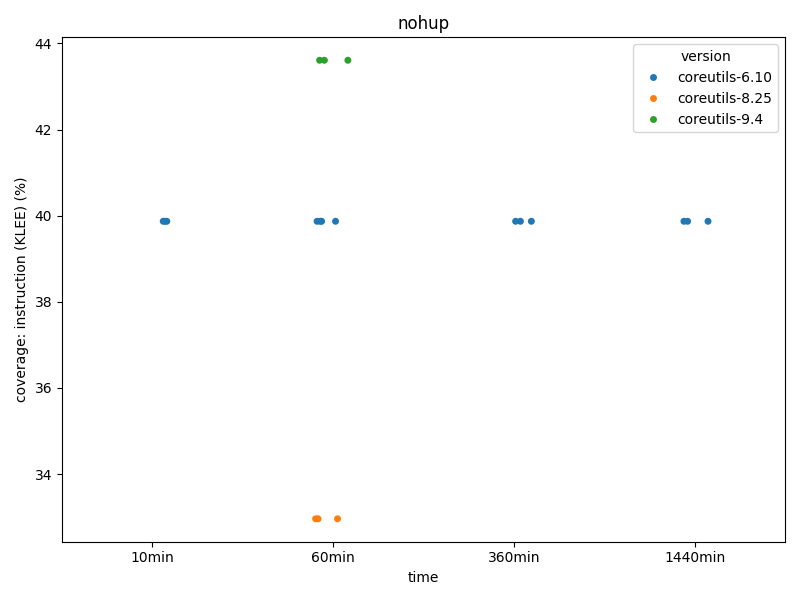 nohup
44
42
40
38
36
34
coverage: instruction (KLEE) (%)
version
coreutils-6.10
coreutils-8.25
coreutils-9.4
10min
60min
360min
1440min
time